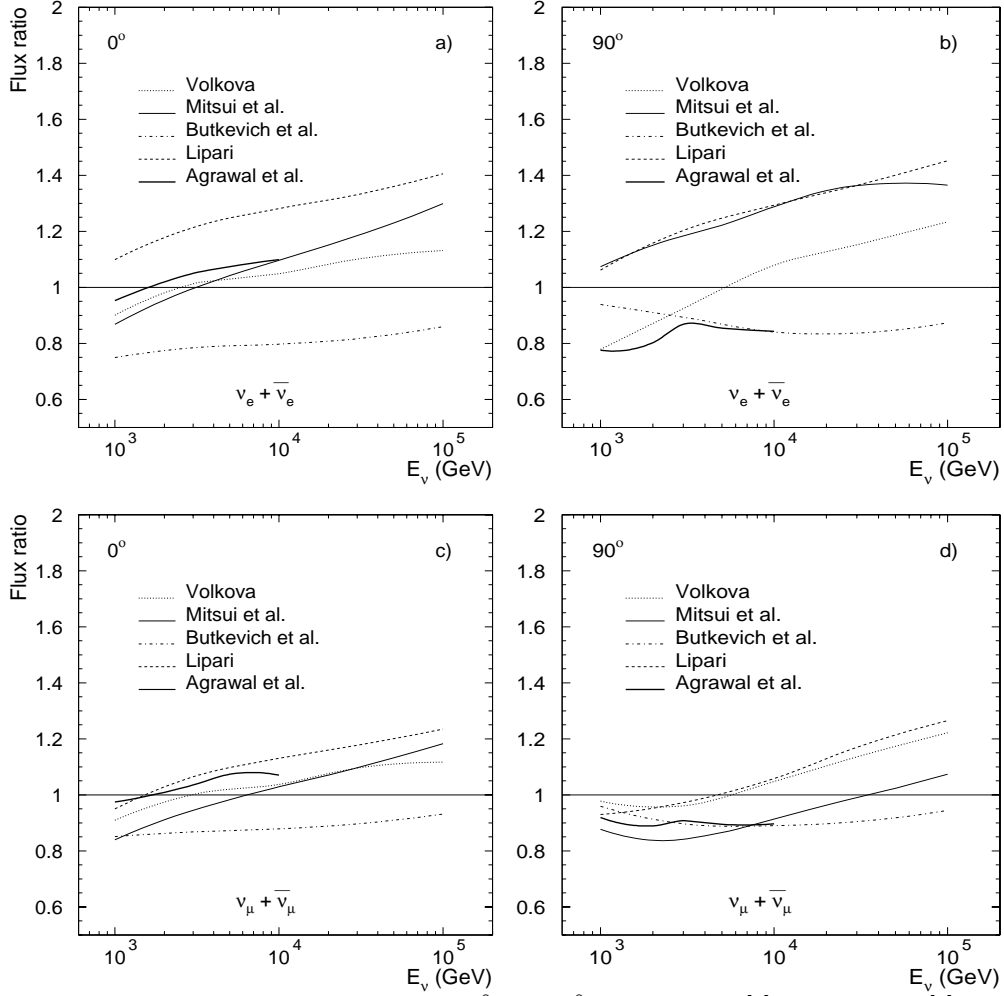 Flux ratio
2
1.8
1.6
1.4
1.2
1
0.8
0.6
0°
a)
Volkova
Mitsui et al.
Butkevich et al.
Lipari
Agrawal et al.
νe + ν̅e
10³
10⁴
10⁵
Eν (GeV)
2
1.8
1.6
1.4
1.2
1
0.8
0.6
90°
b)
Volkova
Mitsui et al.
Butkevich et al.
Lipari
Agrawal et al.
νe + ν̅e
10³
10⁴
10⁵
Eν (GeV)
Flux ratio
2
1.8
1.6
1.4
1.2
1
0.8
0.6
0°
c)
Volkova
Mitsui et al.
Butkevich et al.
Lipari
Agrawal et al.
νμ + ν̅μ
10³
10⁴
10⁵
Eν (GeV)
2
1.8
1.6
1.4
1.2
1
0.8
0.6
90°
d)
Volkova
Mitsui et al.
Butkevich et al.
Lipari
Agrawal et al.
νμ + ν̅μ
10³
10⁴
10⁵
Eν (GeV)